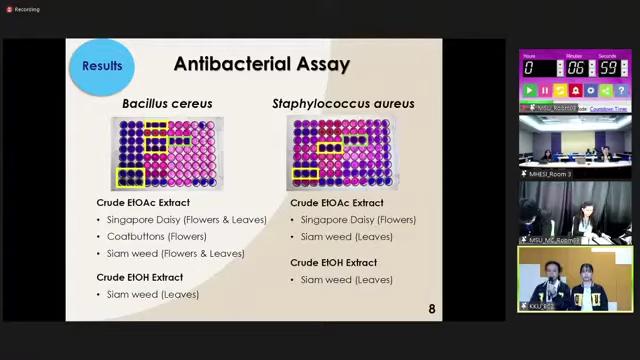 Recording
Results
Antibacterial Assay
Bacillus cereus
Staphylococcus aureus
Crude EtOAc Extract
• Singapore Daisy (Flowers & Leaves)
• Coatbuttons (Flowers)
• Siam weed (Flowers & Leaves)
Crude EtOH Extract
• Siam weed (Leaves)
Crude EtOAc Extract
• Singapore Daisy (Flowers)
• Siam weed (Leaves)
Crude EtOH Extract
• Siam weed (Leaves)
8
Hours
Minutes
Seconds
0 06 59
Countdown Timer
MHESI_Room 3